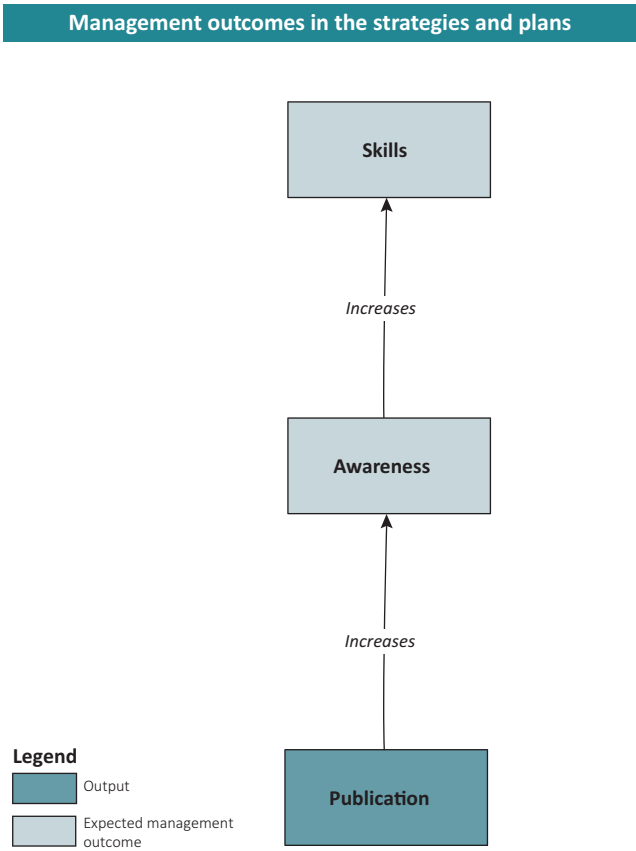 Management outcomes in the strategies and plans
Skills
Increases
Awareness
Increases
Publication
Legend
Output
Expected management
outcome